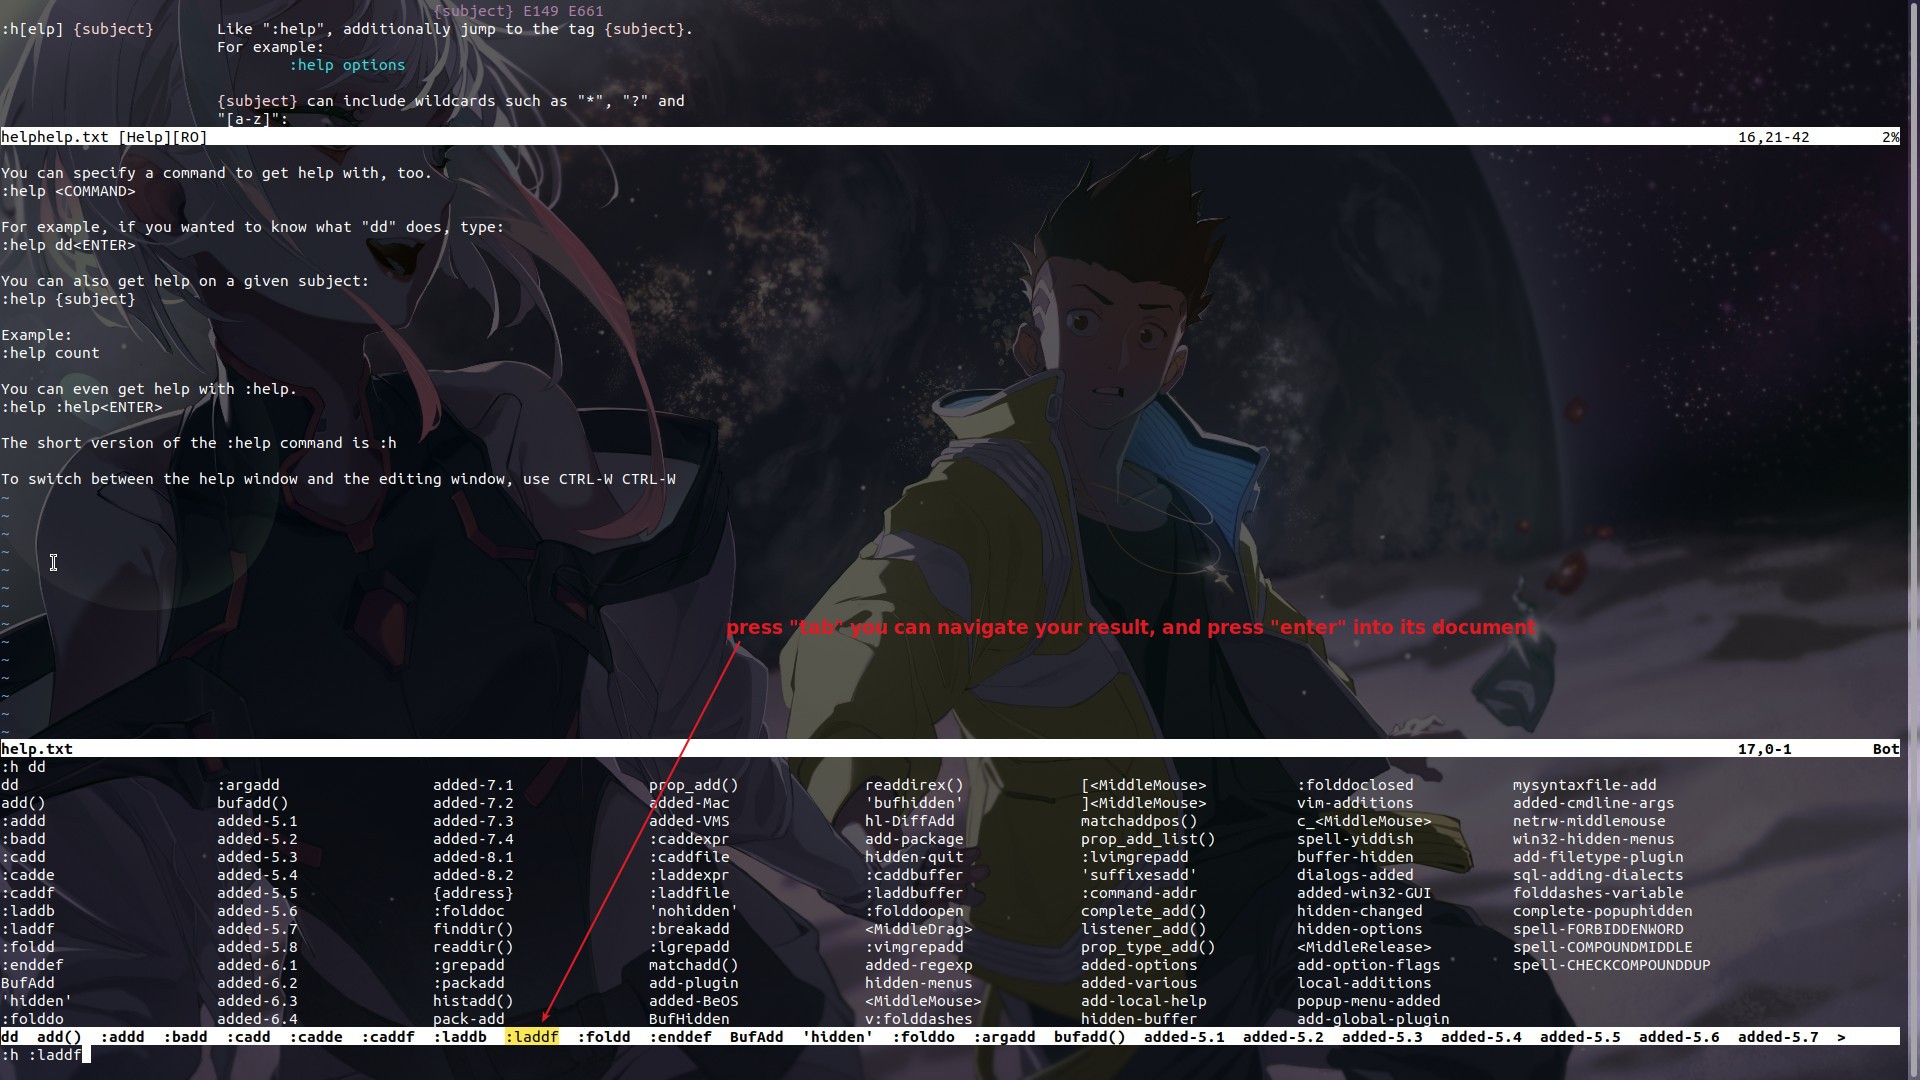 {subject} E149 E661
:h[elp] {subject} Like ":help", additionally jump to the tag {subject}.
For example:
:help options
{subject} can include wildcards such as "*", "?" and
"[a-z]":
helphelp.txt [Help][RO] 16,21-42 2%
You can specify a command to get help with, too.
:help <COMMAND>
For example, if you wanted to know what "dd" does, type:
:help dd<ENTER>
You can also get help on a given subject:
:help {subject}
Example:
:help count
You can even get help with :help.
:help :help<ENTER>
The short version of the :help command is :h
To switch between the help window and the editing window, use CTRL-W CTRL-W
~
~
~
~
~
~
~
~
~
~
~
~
~
~
press "tab" you can navigate your result, and press "enter" into its document
help.txt 17,0-1 Bot
:h dd
dd :argadd added-7.1 prop_add() readdirex() [<MiddleMouse> :folddoclosed mysyntaxfile-add
add() bufadd() added-7.2 added-Mac 'bufhidden' ]<MiddleMouse> vim-additions added-cmdline-args
:addd added-5.1 added-7.3 added-VMS hl-DiffAdd matchaddpos() c_<MiddleMouse> netrw-middlemouse
:badd added-5.2 added-7.4 :caddexpr add-package prop_add_list() spell-yiddish win32-hidden-menus
:cadd added-5.3 added-8.1 :caddfile hidden-quit :lvimgrepadd buffer-hidden add-filetype-plugin
:cadde added-5.4 added-8.2 :laddexpr :caddbuffer 'suffixesadd' dialogs-added sql-adding-dialects
:caddf added-5.5 {address} :laddfile :laddbuffer :command-addr added-win32-GUI folddashes-variable
:laddb added-5.6 :folddoc 'nohidden' :folddoopen complete_add() hidden-changed complete-popuphidden
:laddf added-5.7 finddir() :breakadd <MiddleDrag> listener_add() hidden-options spell-FORBIDDENWORD
:foldd added-5.8 readdir() :lgrepadd :vimgrepadd prop_type_add() <MiddleRelease> spell-COMPOUNDMIDDLE
:enddef added-6.1 :grepadd matchadd() added-regexp added-options add-option-flags spell-CHECKCOMPOUNDDUP
BufAdd added-6.2 :packadd add-plugin hidden-menus added-various local-additions
'hidden' added-6.3 histadd() added-BeOS <MiddleMouse> add-local-help popup-menu-added
:folddo added-6.4 pack-add BufHidden v:folddashes hidden-buffer add-global-plugin
dd add() :addd :badd :cadd :cadde :caddf :laddb :laddf :foldd :enddef BufAdd 'hidden' :folddo :argadd bufadd() added-5.1 added-5.2 added-5.3 added-5.4 added-5.5 added-5.6 added-5.7 >
:h :laddf